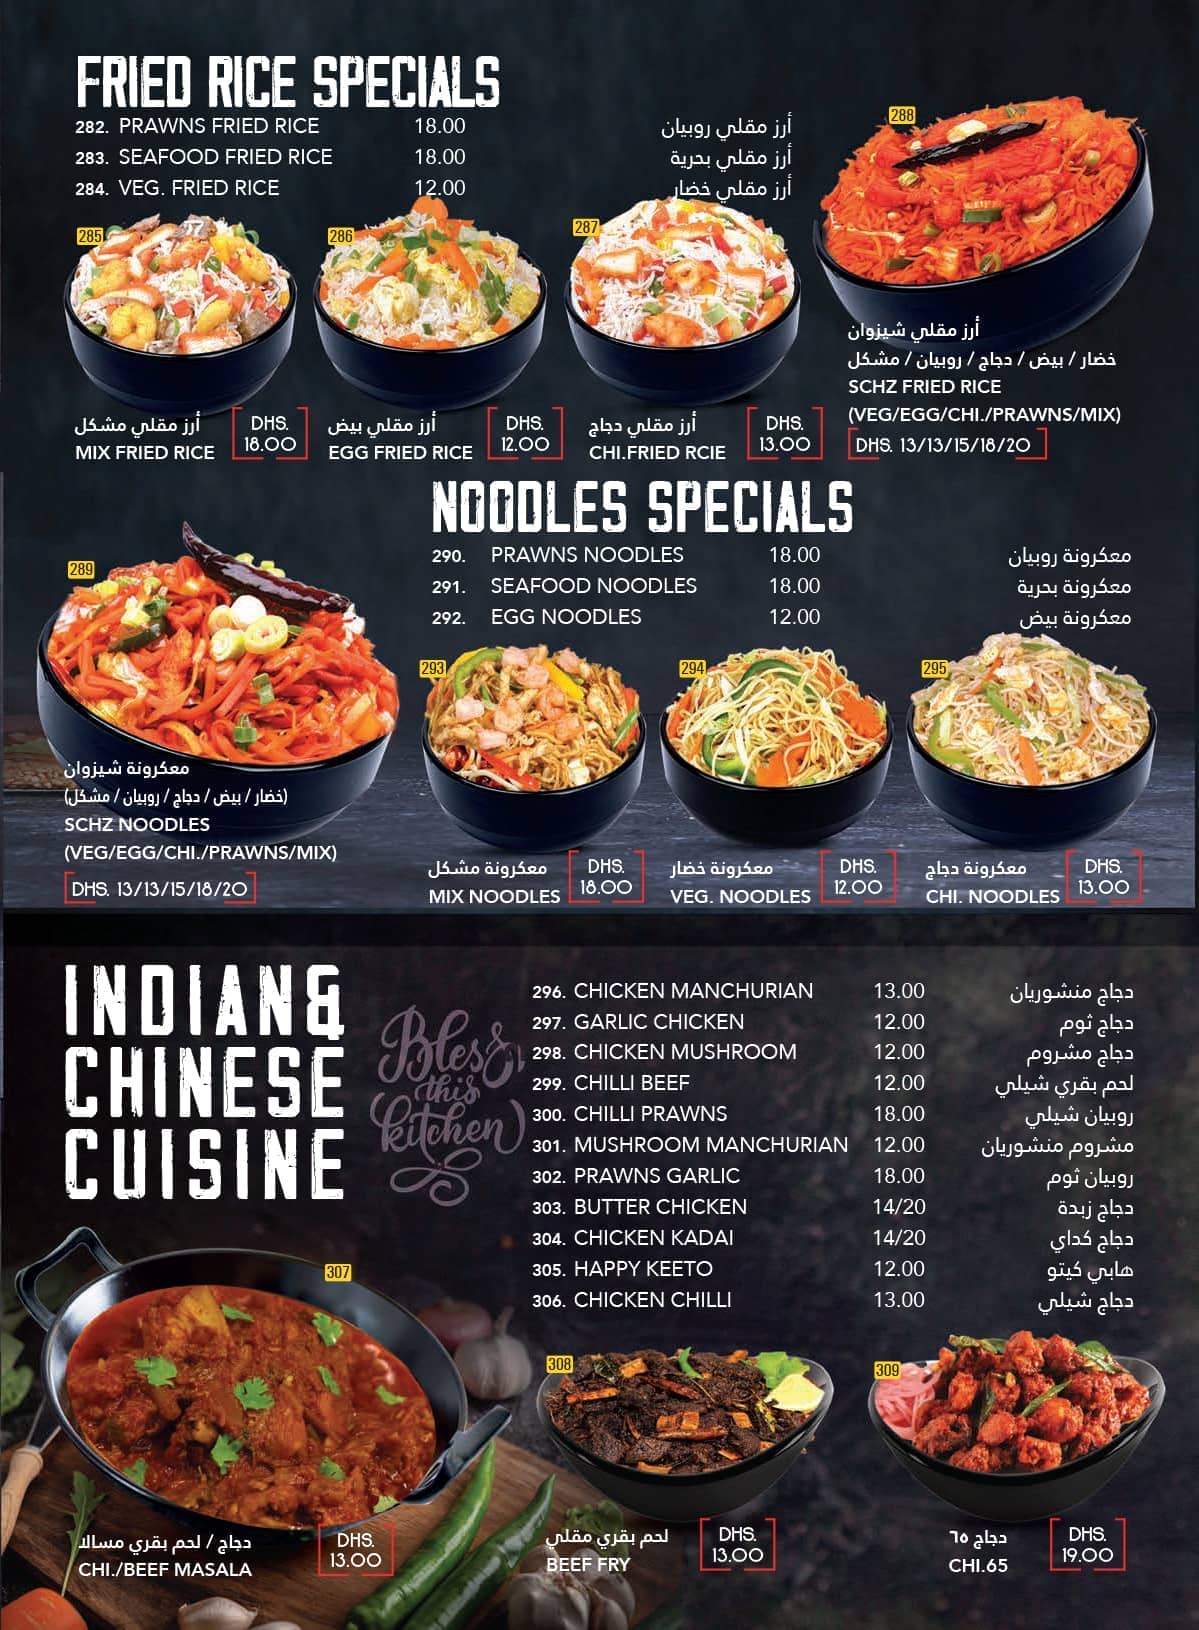 FRIED RICE SPECIALS
282. PRAWNS FRIED RICE 18.00 أرز مقلي روبيان
283. SEAFOOD FRIED RICE 18.00 أرز مقلي بحرية
284. VEG. FRIED RICE 12.00 أرز مقلي خضار
285
أرز مقلي مشكل
MIX FRIED RICE
DHS.
18.00
286
أرز مقلي بيض
EGG FRIED RICE
DHS.
12.00
287
أرز مقلي دجاج
CHI.FRIED RCIE
DHS.
13.00
288
أرز مقلي شيزوان
خضار / بيض / دجاج / روبيان / مشكل
SCHZ FRIED RICE
(VEG/EGG/CHI./PRAWNS/MIX)
DHS. 13/13/15/18/20
NOODLES SPECIALS
290. PRAWNS NOODLES 18.00 معكرونة روبيان
291. SEAFOOD NOODLES 18.00 معكرونة بحرية
292. EGG NOODLES 12.00 معكرونة بيض
289
معكرونة شيزوان
(خضار / بيض / دجاج / روبيان / مشكل)
SCHZ NOODLES
(VEG/EGG/CHI./PRAWNS/MIX)
DHS. 13/13/15/18/20
293
معكرونة مشكل
MIX NOODLES
DHS.
18.00
294
معكرونة خضار
VEG. NOODLES
DHS.
12.00
295
معكرونة دجاج
CHI. NOODLES
DHS.
13.00
INDIAN&
CHINESE
CUISINE
Bless
this
kitchen
296. CHICKEN MANCHURIAN 13.00 دجاج منشوريان
297. GARLIC CHICKEN 12.00 دجاج ثوم
298. CHICKEN MUSHROOM 12.00 دجاج مشروم
299. CHILLI BEEF 12.00 لحم بقري شيلي
300. CHILLI PRAWNS 18.00 روبيان شيلي
301. MUSHROOM MANCHURIAN 12.00 مشروم منشوريان
302. PRAWNS GARLIC 18.00 روبيان ثوم
303. BUTTER CHICKEN 14/20 دجاج زبدة
304. CHICKEN KADAI 14/20 دجاج كداي
305. HAPPY KEETO 12.00 هابي كيتو
306. CHICKEN CHILLI 13.00 دجاج شيلي
307
دجاج / لحم بقري مسالا
CHI./BEEF MASALA
DHS.
13.00
308
لحم بقري مقلي
BEEF FRY
DHS.
13.00
309
دجاج ٦٥
CHI.65
DHS.
19.00